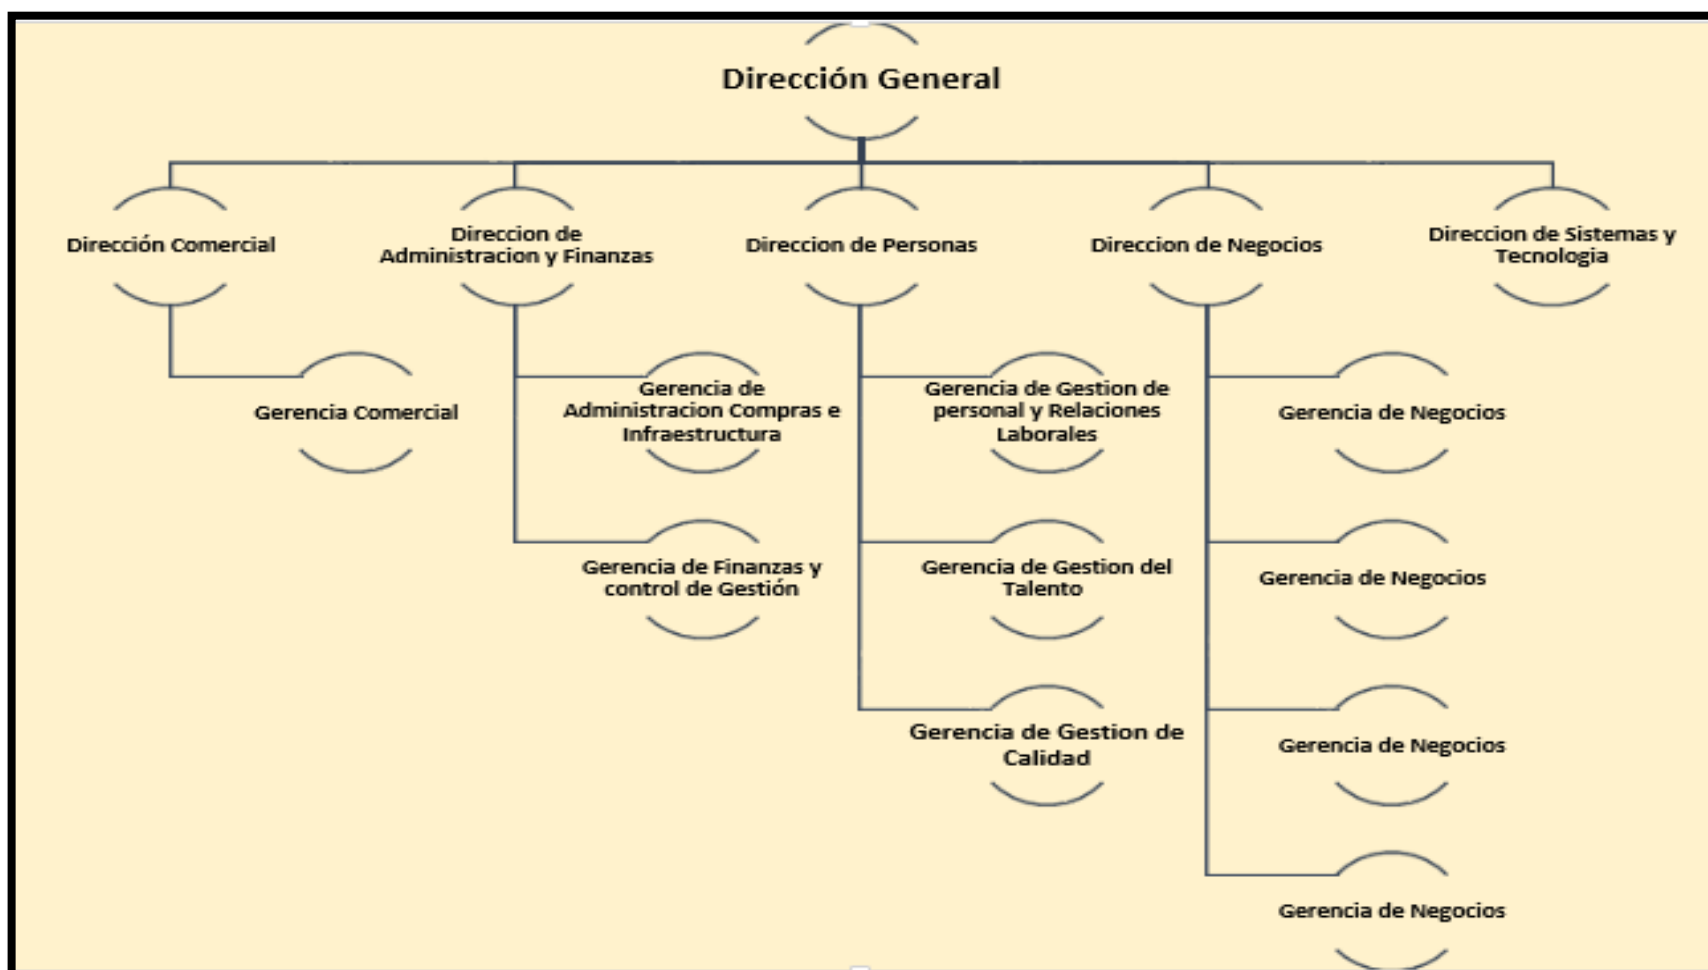 Dirección General
Dirección Comercial
Direccion de
Administracion y Finanzas
Direccion de Personas
Direccion de Negocios
Direccion de Sistemas y
Tecnologia
Gerencia Comercial
Gerencia de
Administracion Compras e
Infraestructura
Gerencia de Gestion de
personal y Relaciones
Laborales
Gerencia de Negocios
Gerencia de Finanzas y
control de Gestión
Gerencia de Gestion del
Talento
Gerencia de Negocios
Gerencia de Gestion de
Calidad
Gerencia de Negocios
Gerencia de Negocios